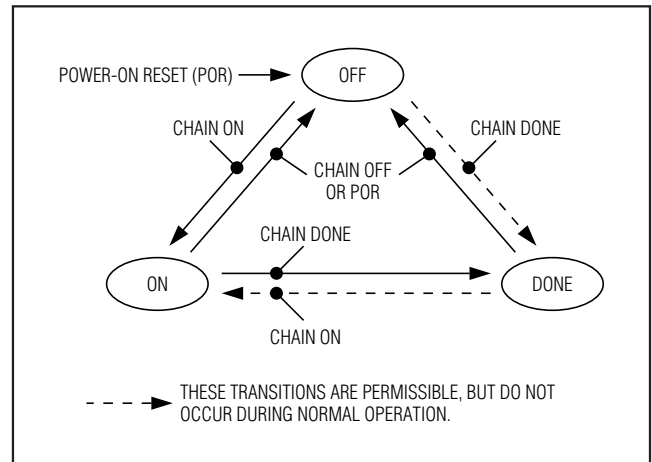 POWER-ON RESET (POR)
OFF
CHAIN ON
CHAIN DONE
CHAIN OFF
OR POR
CHAIN DONE
ON
DONE
CHAIN ON
THESE TRANSITIONS ARE PERMISSIBLE, BUT DO NOT
OCCUR DURING NORMAL OPERATION.